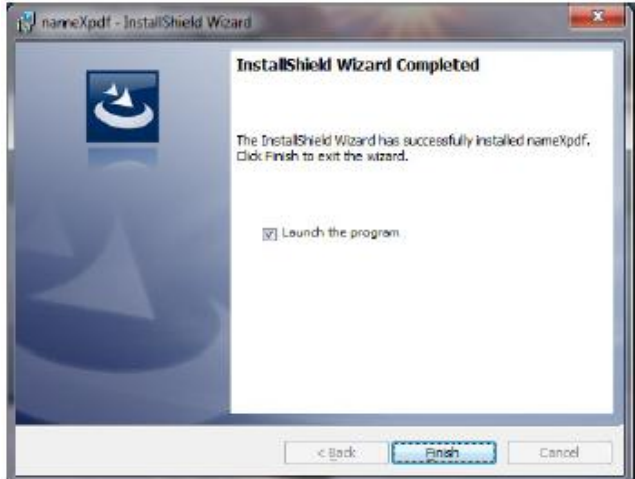 nameXpdf - InstallShield Wizard
InstallShield Wizard Completed
The InstallShield Wizard has successfully installed nameXpdf.
Click Finish to exit the wizard.
Launch the program
< Back
Finish
Cancel